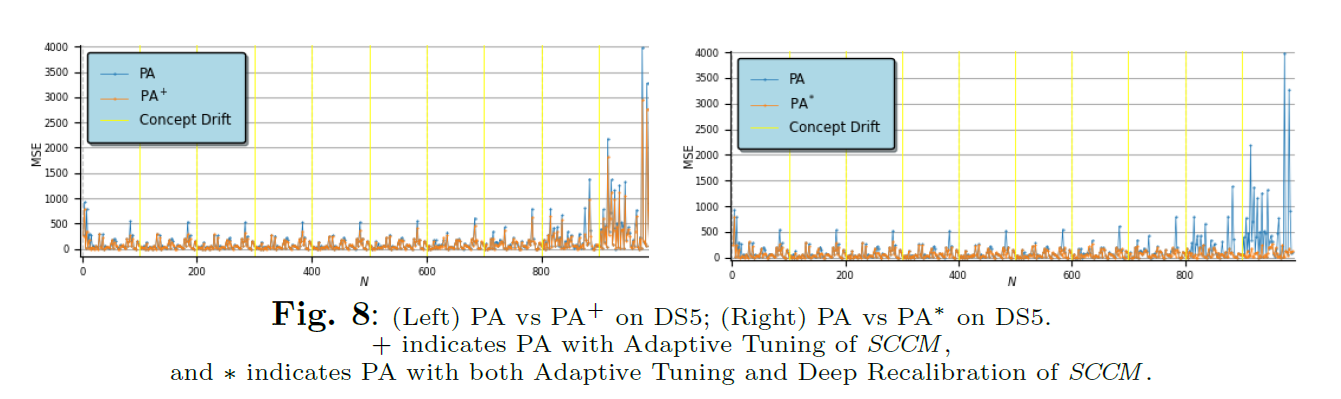 4000
3500
3000
2500
2000
1500
1000
500
0
MSE
PA
PA+
Concept Drift
0
200
400
600
800
N
4000
3500
3000
2500
2000
1500
1000
500
0
MSE
PA
PA*
Concept Drift
0
200
400
600
800
N
Fig. 8: (Left) PA vs PA+ on DS5; (Right) PA vs PA* on DS5.
+ indicates PA with Adaptive Tuning of SCCM,
and * indicates PA with both Adaptive Tuning and Deep Recalibration of SCCM.